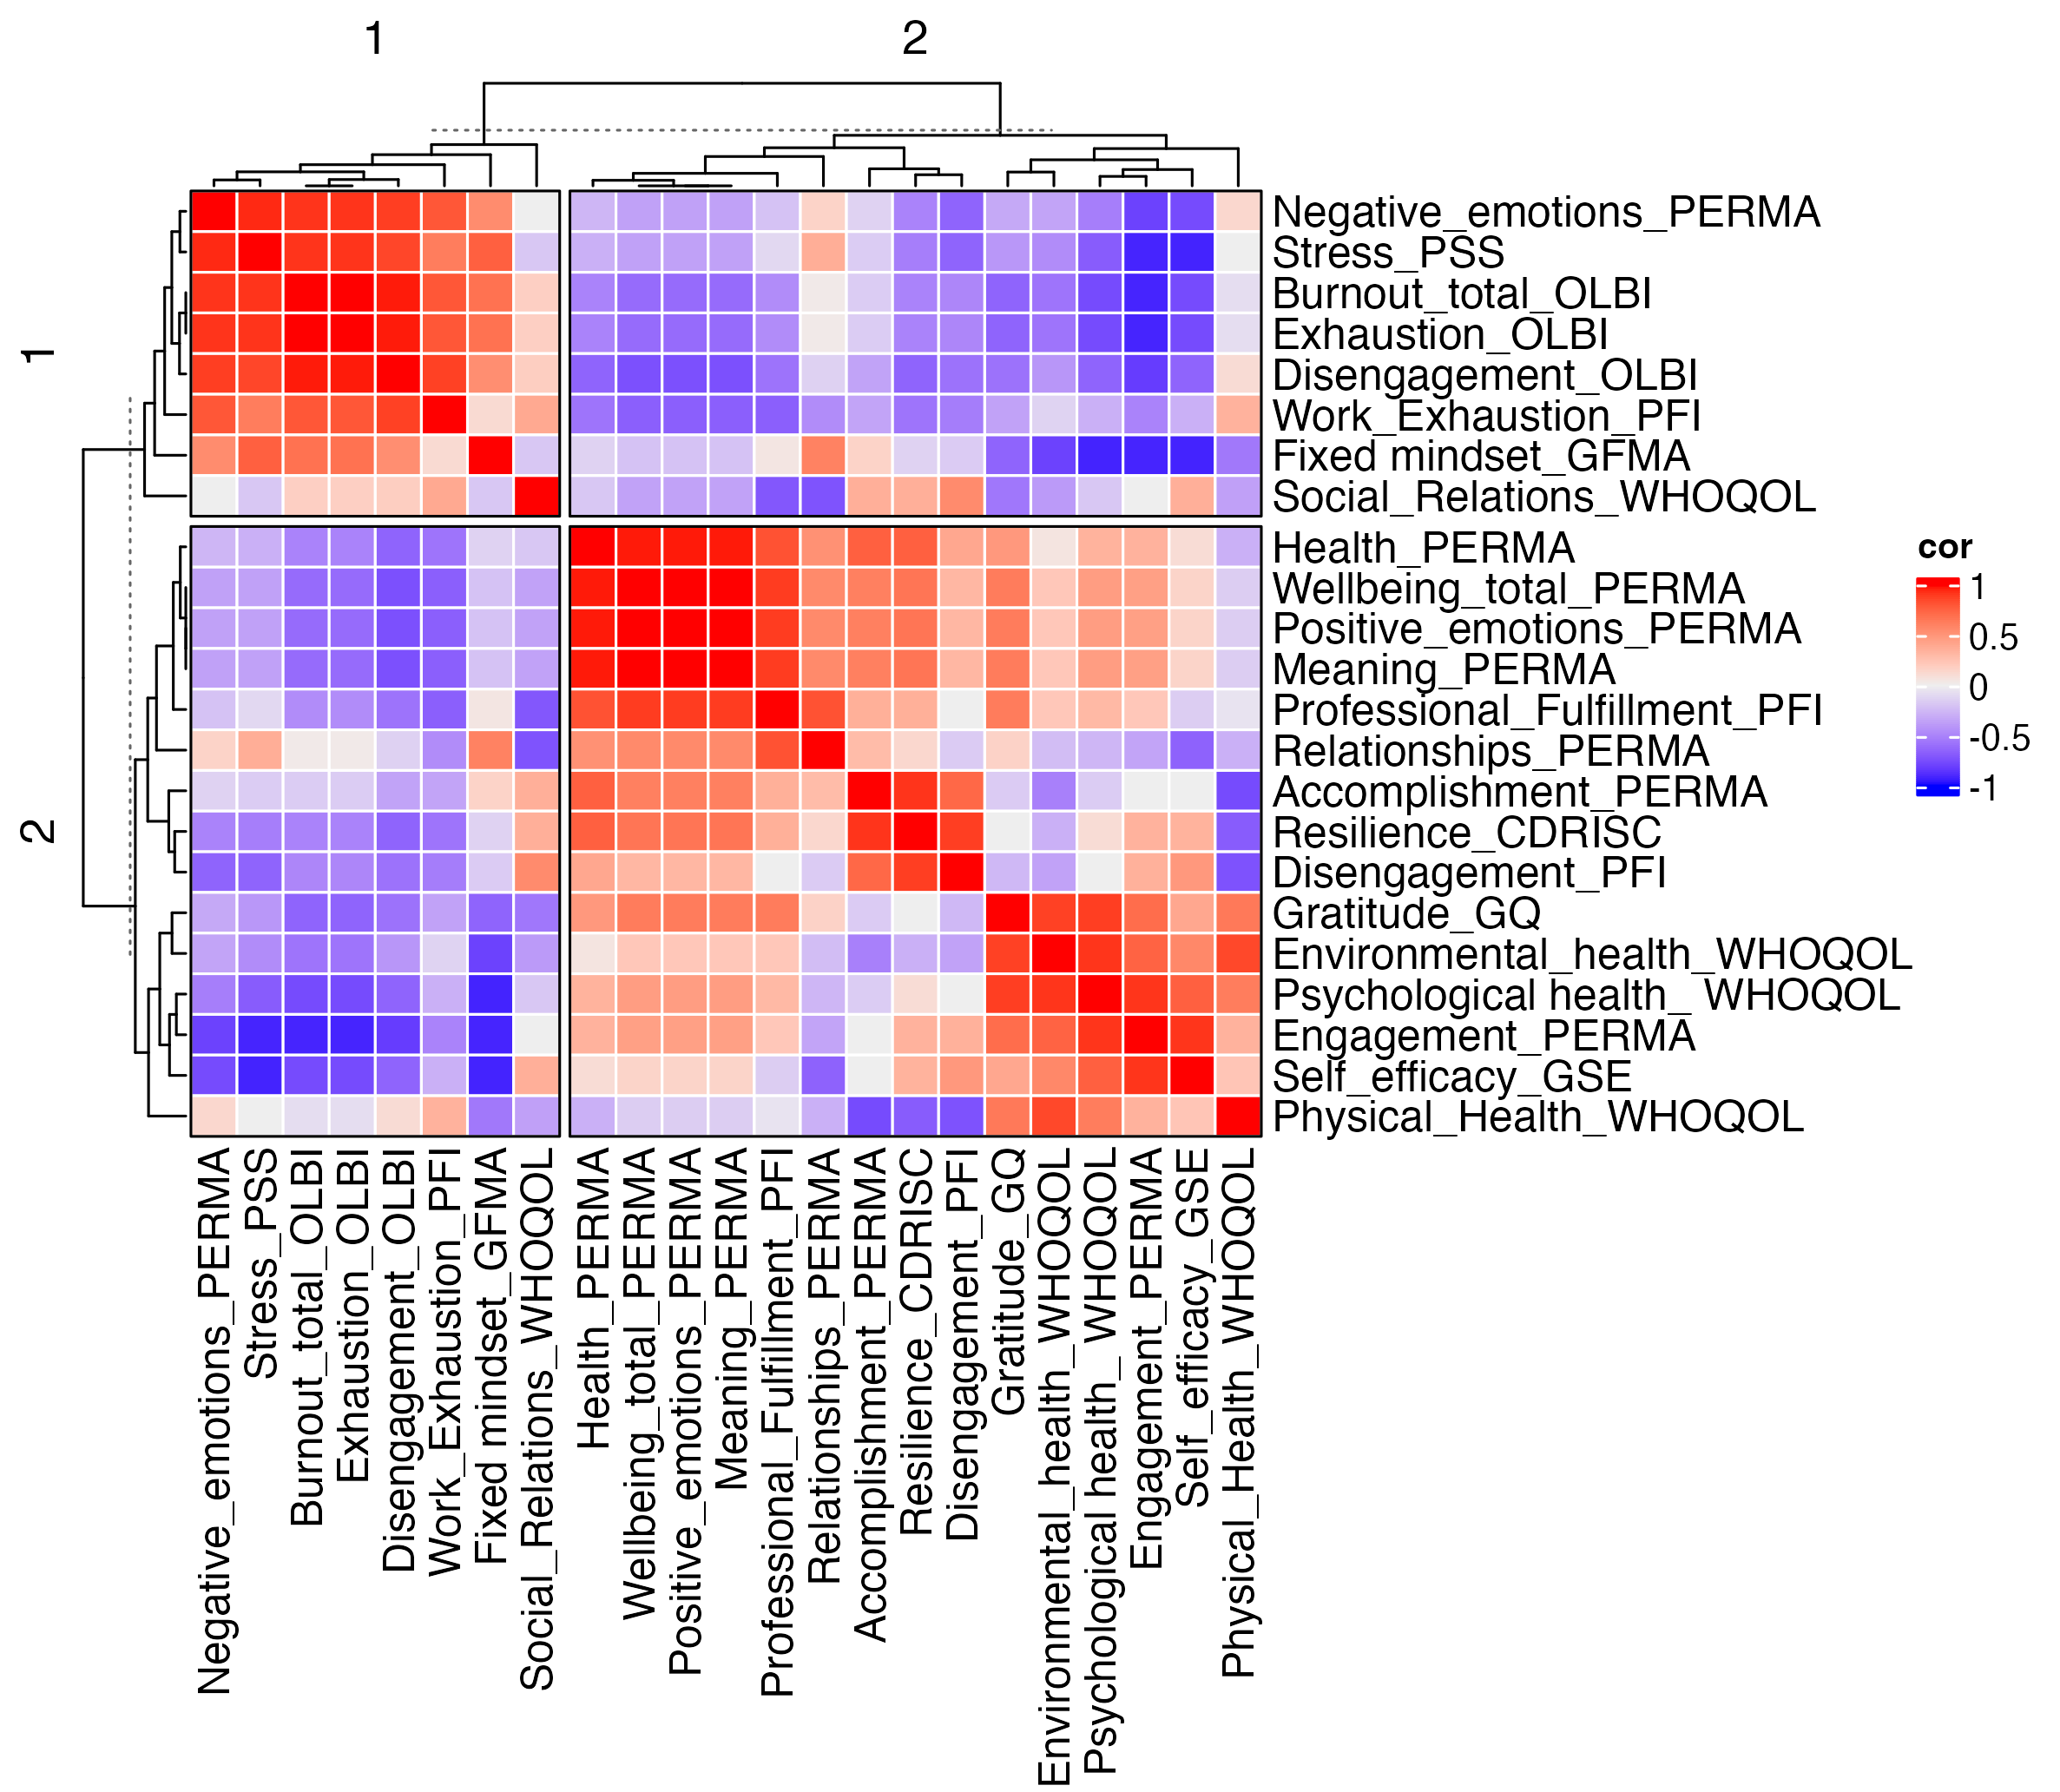 1
2
1
2
Negative_emotions_PERMA
Stress_PSS
Burnout_total_OLBI
Exhaustion_OLBI
Disengagement_OLBI
Work_Exhaustion_PFI
Fixed mindset_GFMA
Social_Relations_WHOQOL
Health_PERMA
Wellbeing_total_PERMA
Positive_emotions_PERMA
Meaning_PERMA
Professional_Fulfillment_PFI
Relationships_PERMA
Accomplishment_PERMA
Resilience_CDRISC
Disengagement_PFI
Gratitude_GQ
Environmental_health_WHOQOL
Psychological health_ WHOQOL
Engagement_PERMA
Self_efficacy_GSE
Physical_Health_WHOQOL
cor
1
0.5
0
-0.5
-1
Negative_emotions_PERMA
Stress_PSS
Burnout_total_OLBI
Exhaustion_OLBI
Disengagement_OLBI
Work_Exhaustion_PFI
Fixed mindset_GFMA
Social_Relations_WHOQOL
Health_PERMA
Wellbeing_total_PERMA
Positive_emotions_PERMA
Meaning_PERMA
Professional_Fulfillment_PFI
Relationships_PERMA
Accomplishment_PERMA
Resilience_CDRISC
Disengagement_PFI
Gratitude_GQ
Environmental_health_WHOQOL
Psychological health_ WHOQOL
Engagement_PERMA
Self_efficacy_GSE
Physical_Health_WHOQOL